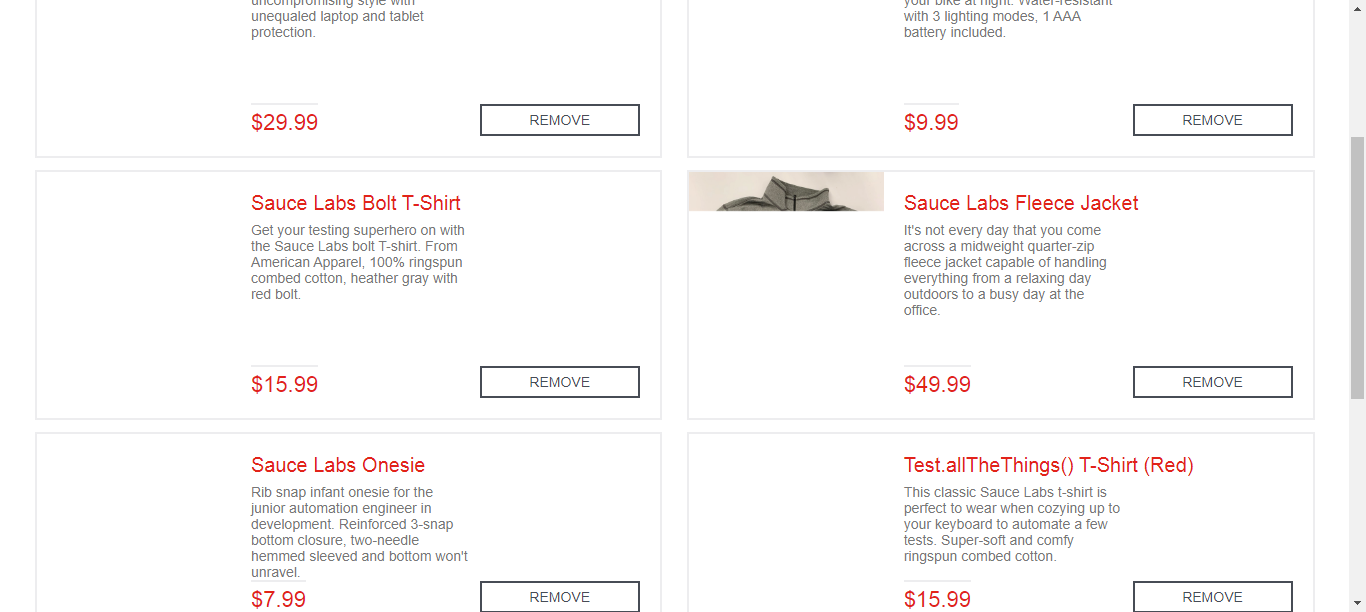 uncompromising style with
unequaled laptop and tablet
protection.
$29.99
REMOVE
your bike at night. Water-resistant
with 3 lighting modes, 1 AAA
battery included.
$9.99
REMOVE
Sauce Labs Bolt T-Shirt
Get your testing superhero on with
the Sauce Labs bolt T-shirt. From
American Apparel, 100% ringspun
combed cotton, heather gray with
red bolt.
$15.99
REMOVE
Sauce Labs Fleece Jacket
It's not every day that you come
across a midweight quarter-zip
fleece jacket capable of handling
everything from a relaxing day
outdoors to a busy day at the
office.
$49.99
REMOVE
Sauce Labs Onesie
Rib snap infant onesie for the
junior automation engineer in
development. Reinforced 3-snap
bottom closure, two-needle
hemmed sleeved and bottom won't
unravel.
$7.99
REMOVE
Test.allTheThings() T-Shirt (Red)
This classic Sauce Labs t-shirt is
perfect to wear when cozying up to
your keyboard to automate a few
tests. Super-soft and comfy
ringspun combed cotton.
$15.99
REMOVE